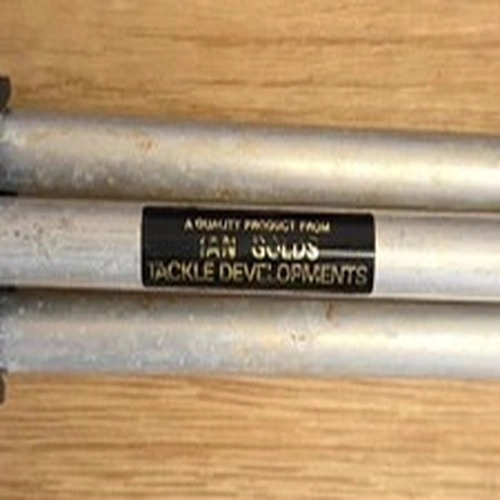 A QUALITY PRODUCT FROM
IAN GOLDS
TACKLE DEVELOPMENTS